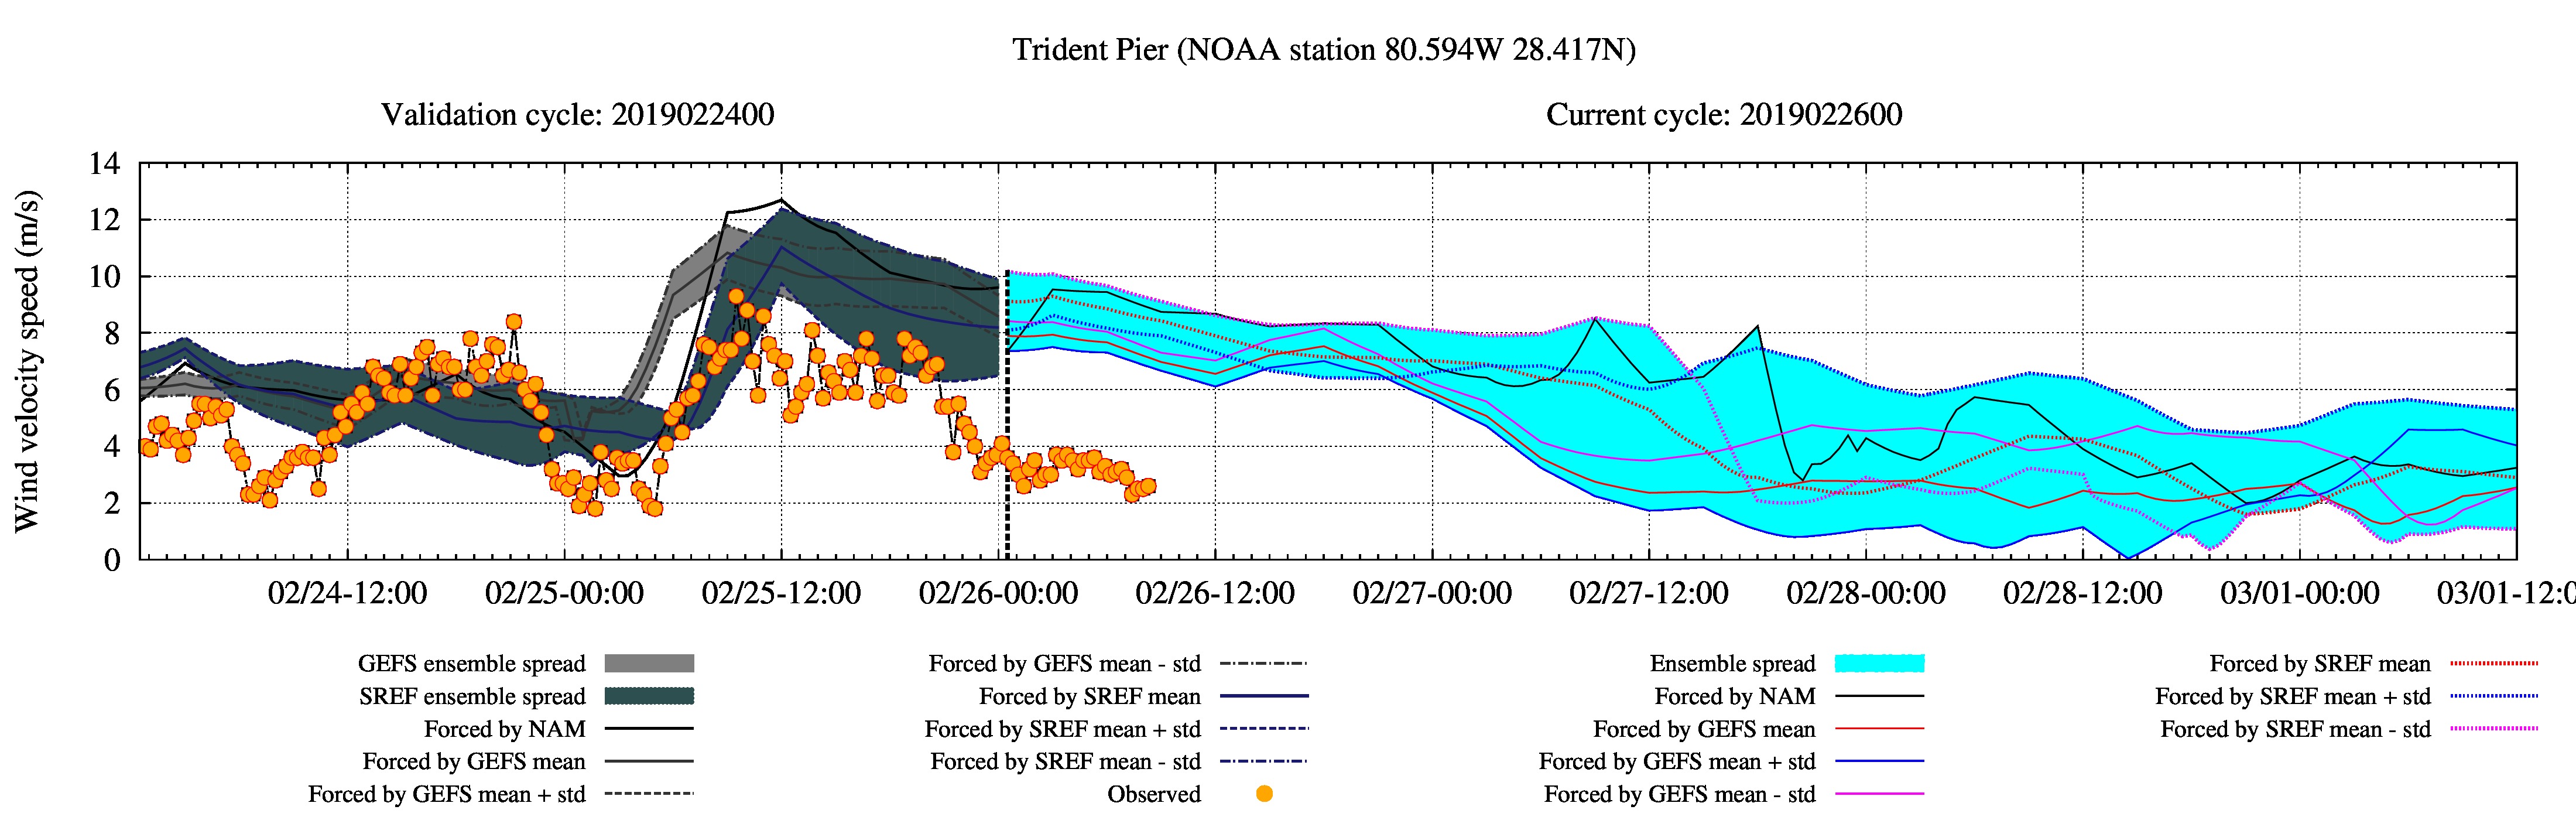 Trident Pier (NOAA station 80.594W 28.417N)
Validation cycle: 2019022400
Current cycle: 2019022600
Wind velocity speed (m/s)
14
12
10
8
6
4
2
0
02/24-12:00 02/25-00:00 02/25-12:00 02/26-00:00 02/26-12:00 02/27-00:00 02/27-12:00 02/28-00:00 02/28-12:00 03/01-00:00 03/01-12:0
GEFS ensemble spread
SREF ensemble spread
Forced by NAM
Forced by GEFS mean
Forced by GEFS mean + std
Forced by GEFS mean - std
Forced by SREF mean
Forced by SREF mean + std
Forced by SREF mean - std
Observed
Ensemble spread
Forced by NAM
Forced by GEFS mean
Forced by GEFS mean + std
Forced by GEFS mean - std
Forced by SREF mean
Forced by SREF mean + std
Forced by SREF mean - std